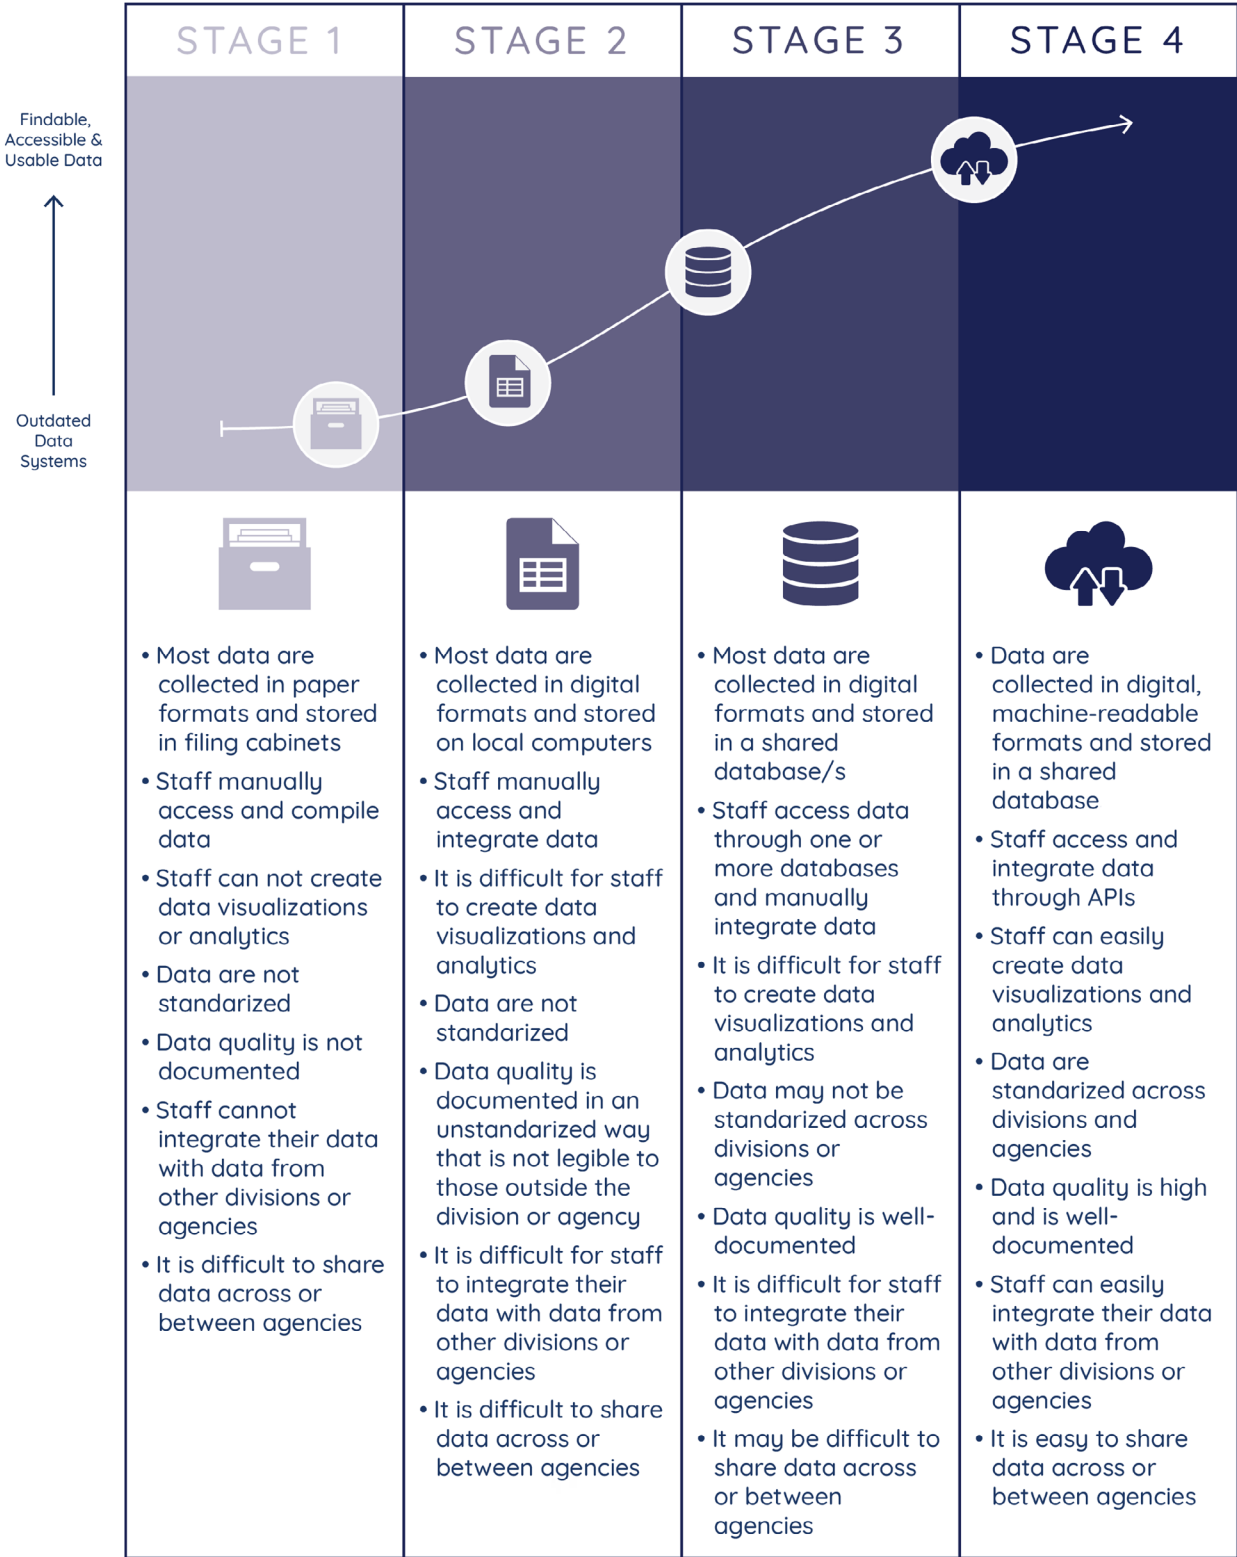 STAGE 1
STAGE 2
STAGE 3
STAGE 4
Findable,
Accessible &
Usable Data
Outdated
Data
Systems
• Most data are
collected in paper
formats and stored
in filing cabinets
• Staff manually
access and compile
data
• Staff can not create
data visualizations
or analytics
• Data are not
standarized
• Data quality is not
documented
• Staff cannot
integrate their data
with data from
other divisions or
agencies
• It is difficult to share
data across or
between agencies
• Most data are
collected in digital
formats and stored
on local computers
• Staff manually
access and
integrate data
• It is difficult for staff
to create data
visualizations and
analytics
• Data are not
standarized
• Data quality is
documented in an
unstandarized way
that is not legible to
those outside the
division or agency
• It is difficult for staff
to integrate their
data with data from
other divisions or
agencies
• It is difficult to share
data across or
between agencies
• Most data are
collected in digital
formats and stored
in a shared
database/s
• Staff access data
through one or
more databases
and manually
integrate data
• It is difficult for staff
to create data
visualizations and
analytics
• Data may not be
standarized across
divisions or
agencies
• Data quality is well-
documented
• It is difficult for staff
to integrate their
data with data from
other divisions or
agencies
• It may be difficult to
share data across
or between
agencies
• Data are
collected in digital,
machine-readable
formats and stored
in a shared
database
• Staff access and
integrate data
through APIs
• Staff can easily
create data
visualizations and
analytics
• Data are
standarized across
divisions and
agencies
• Data quality is high
and is well-
documented
• Staff can easily
integrate their data
with data from
other divisions or
agencies
• It is easy to share
data across or
between agencies